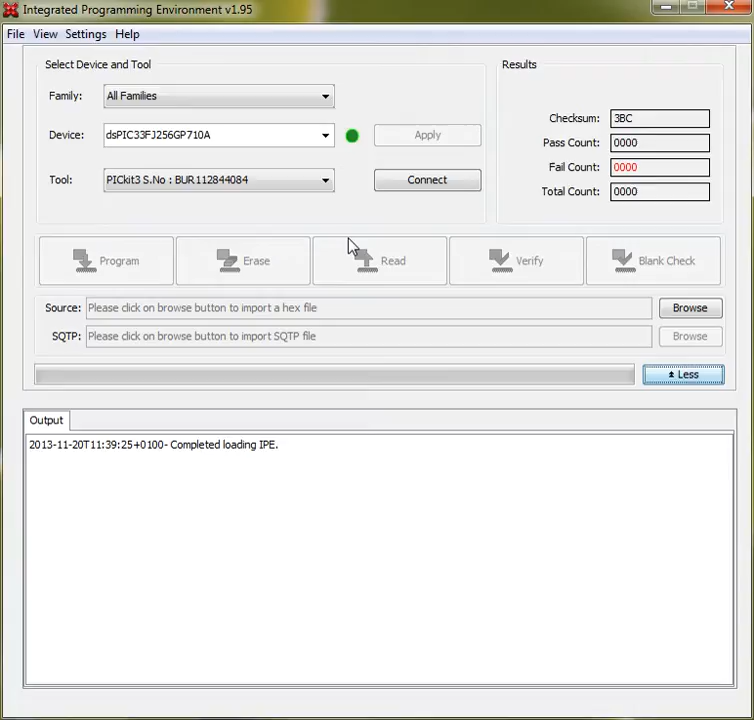 Integrated Programming Environment v1.95
File View Settings Help
Select Device and Tool
Results
Family: All Families
Checksum: 3BC
Device: dsPIC33FJ256GP710A Apply
Pass Count: 0000
Fail Count: 0000
Tool: PICkit3 S.No : BUR112844084 Connect
Total Count: 0000
Program Erase Read Verify Blank Check
Source: Please click on browse button to import a hex file Browse
SQTP: Please click on browse button to import SQTP file Browse
Less
Output
2013-11-20T11:39:25+0100- Completed loading IPE.